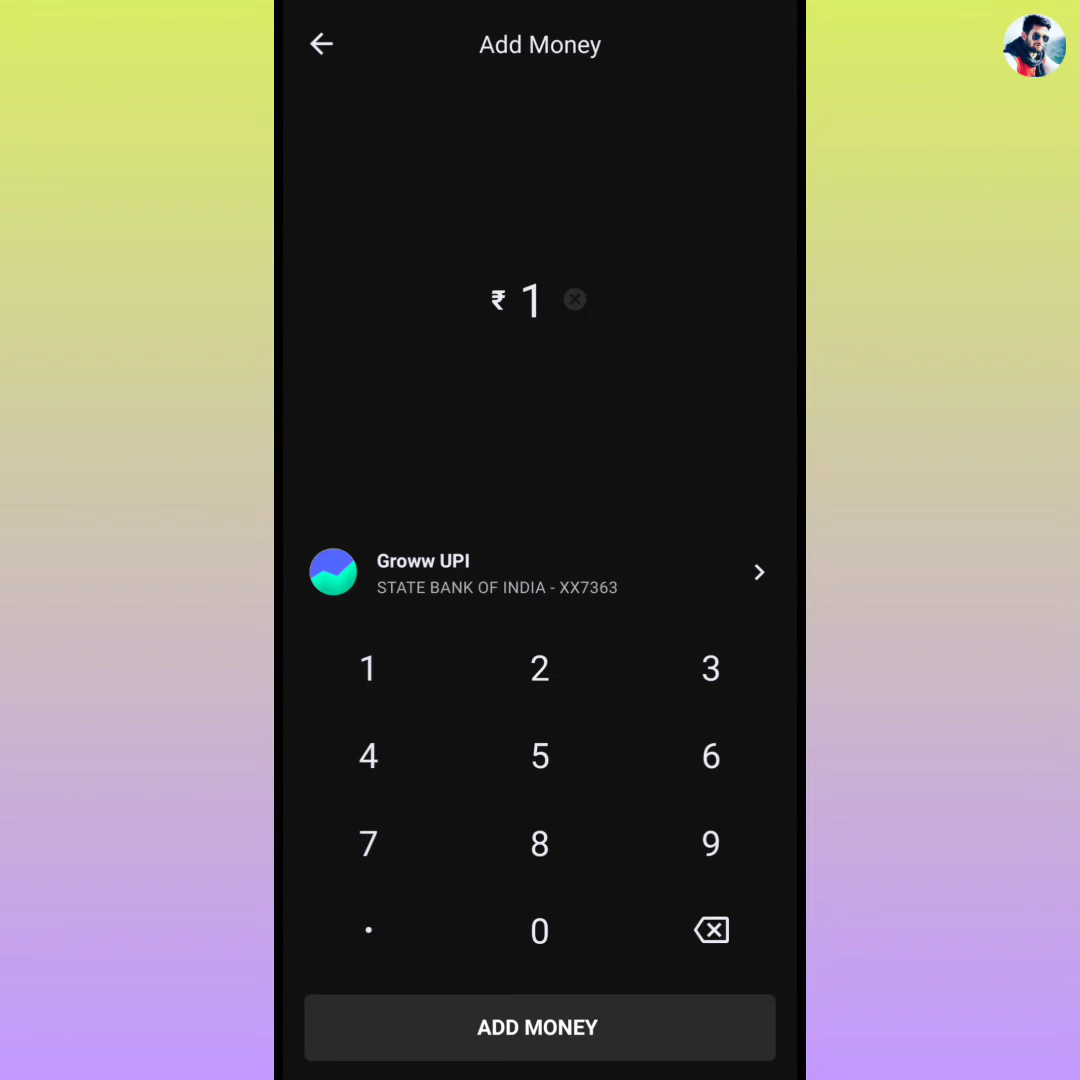 Add Money
₹ 1
Groww UPI
STATE BANK OF INDIA - XX7363
1 2 3
4 5 6
7 8 9
. 0
ADD MONEY